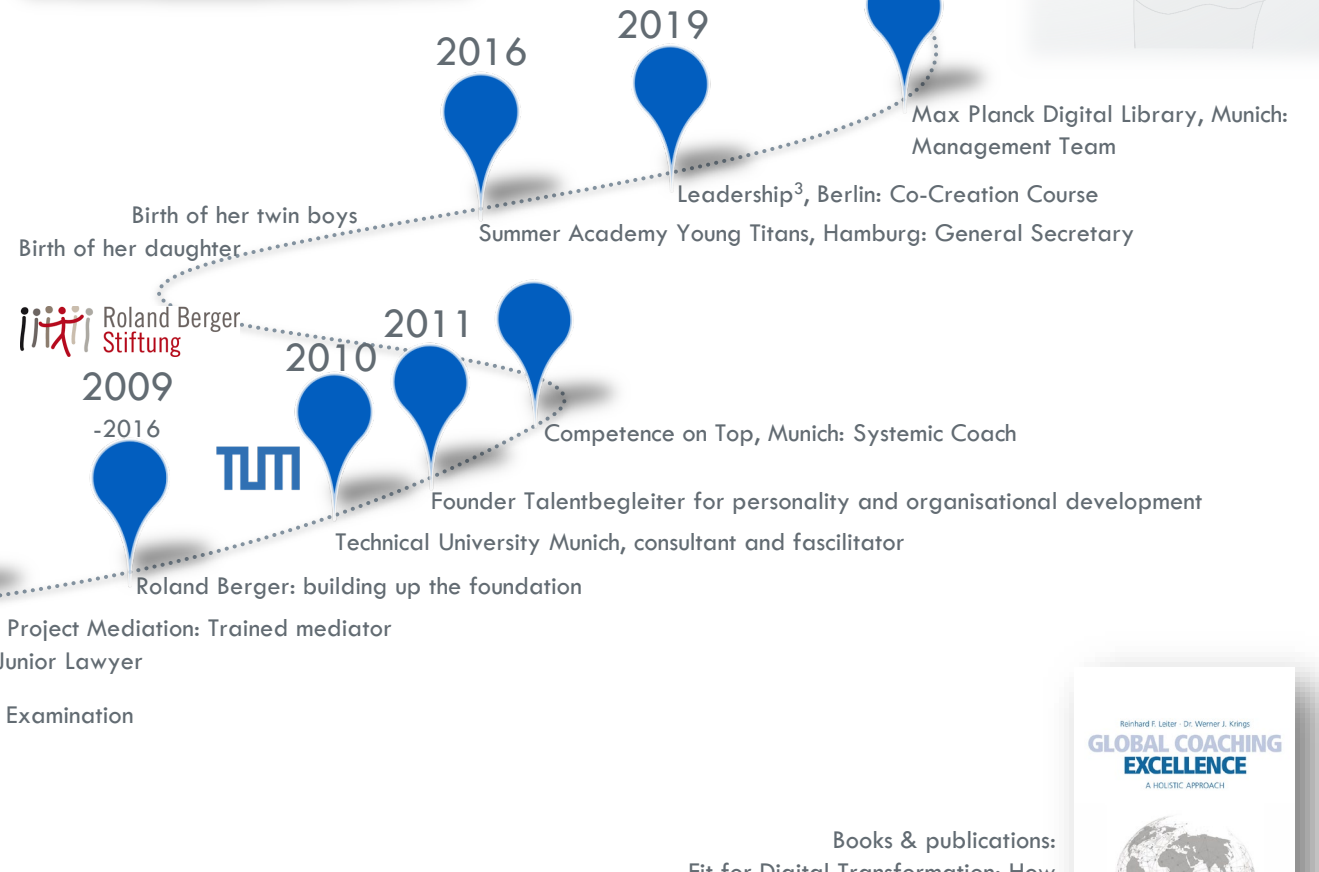 2019
2016
Max Planck Digital Library, Munich:
Management Team
Leadership³, Berlin: Co-Creation Course
Birth of her twin boys
Summer Academy Young Titans, Hamburg: General Secretary
Birth of her daughter
Roland Berger
Stiftung
2011
2010
2009
-2016
TUM
Competence on Top, Munich: Systemic Coach
Founder Talentbegleiter for personality and organisational development
Technical University Munich, consultant and fascilitator
Roland Berger: building up the foundation
Project Mediation: Trained mediator
Junior Lawyer
Examination
Reinhard F. Leiter · Dr. Werner J. Krings
GLOBAL COACHING
EXCELLENCE
A HOLISTIC APPROACH
Books & publications:
Fit for Digital Transformation: How